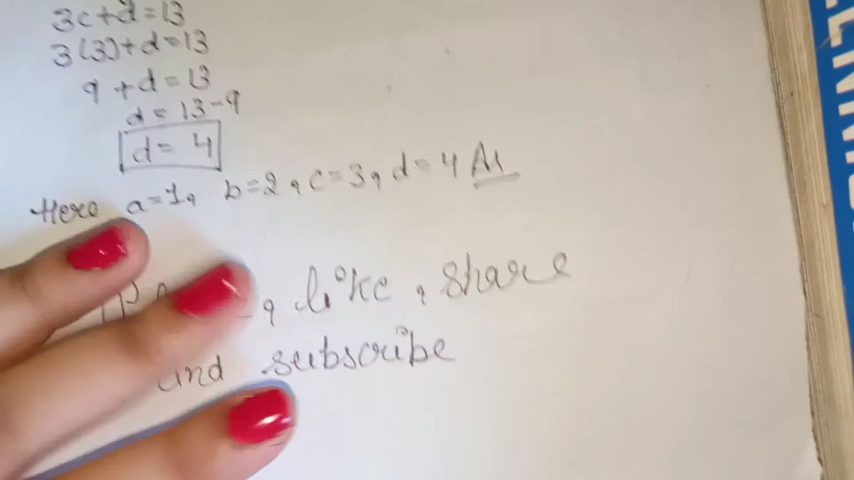 3c+d=13
3(3)+d=13
9+d=13
d=13-9
d=4
Here a=1, b=2, c=3, d=4 As
, like, share
and subscribe